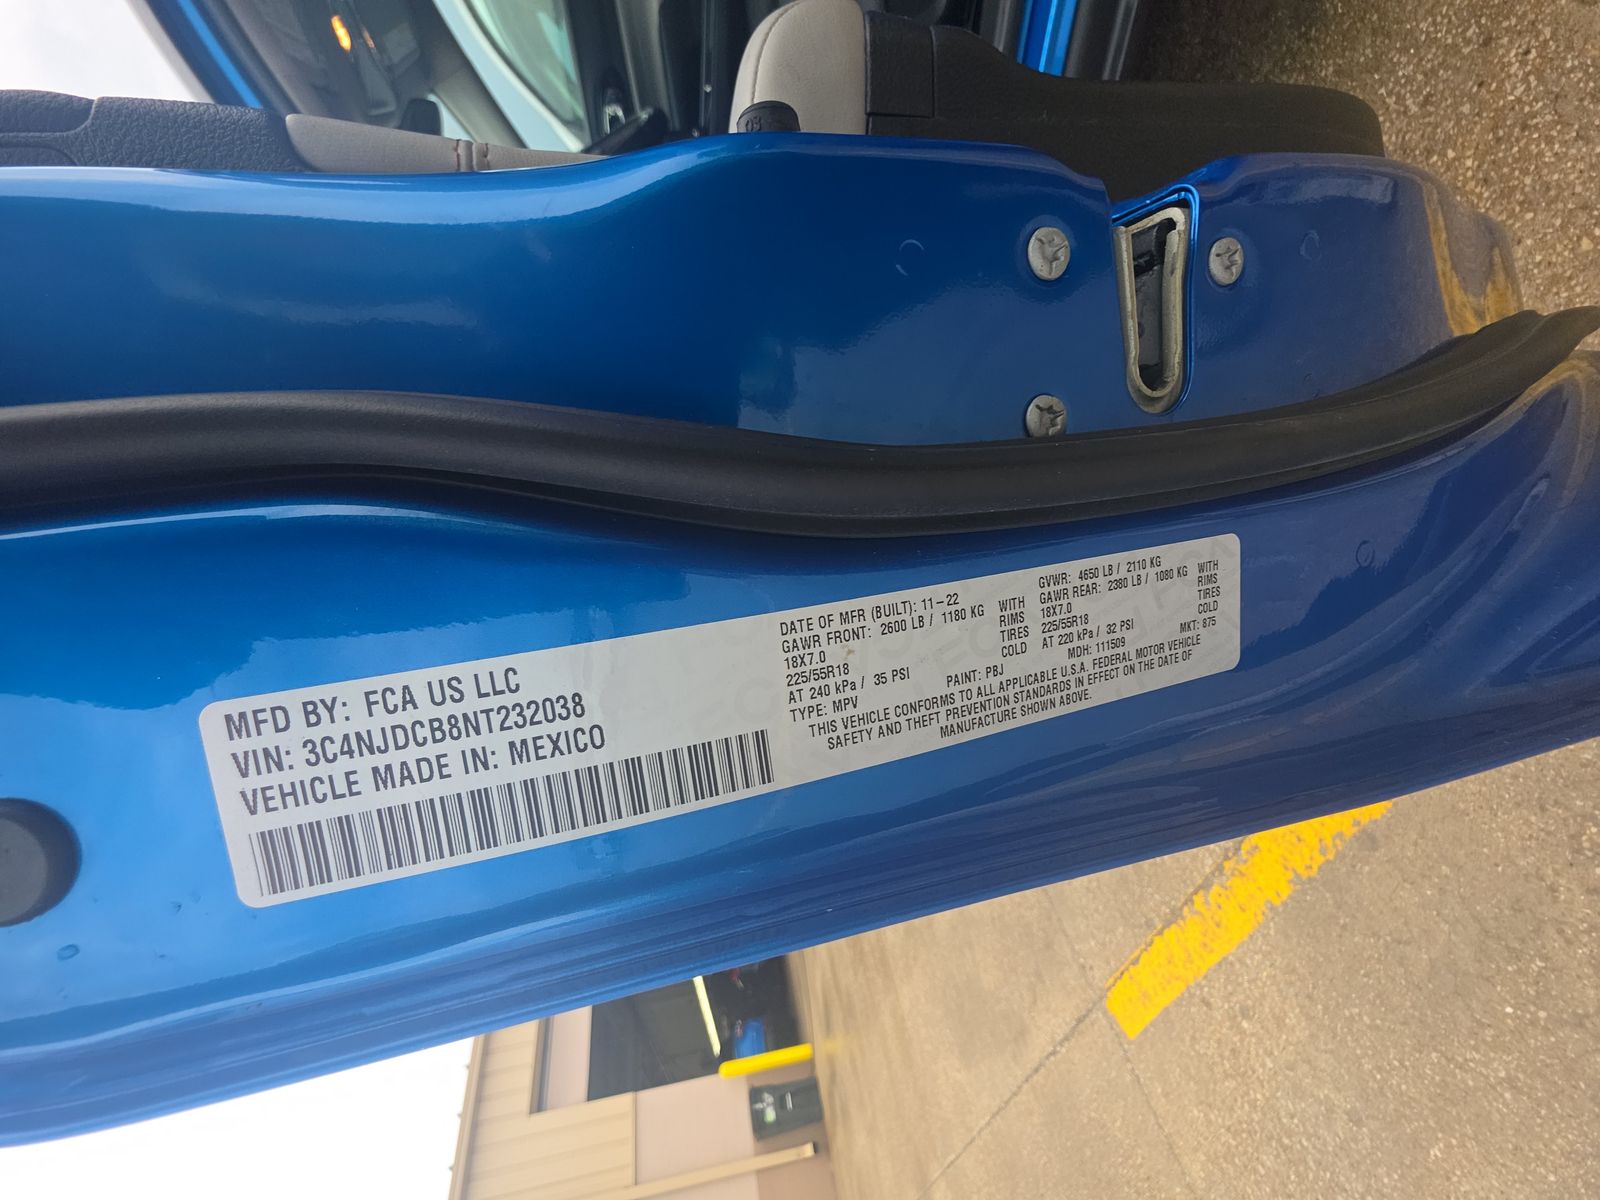 MFD BY: FCA US LLC
VIN: 3C4NJDCB8NT232038
VEHICLE MADE IN: MEXICO
DATE OF MFR (BUILT): 11-22
GAWR FRONT: 2600 LB / 1180 KG
18X7.0
225/55R18
AT 240 kPa / 35 PSI
WITH
RIMS
TIRES
COLD
GVWR: 4650 LB / 2110 KG
GAWR REAR: 2380 LB / 1080 KG
18X7.0
225/55R18
AT 220 kPa / 32 PSI
WITH
RIMS
TIRES
COLD
TYPE: MPV
PAINT: PBJ
MDH: 111509
MKT: 875
THIS VEHICLE CONFORMS TO ALL APPLICABLE U.S.A. FEDERAL MOTOR VEHICLE
SAFETY AND THEFT PREVENTION STANDARDS IN EFFECT ON THE DATE OF
MANUFACTURE SHOWN ABOVE.